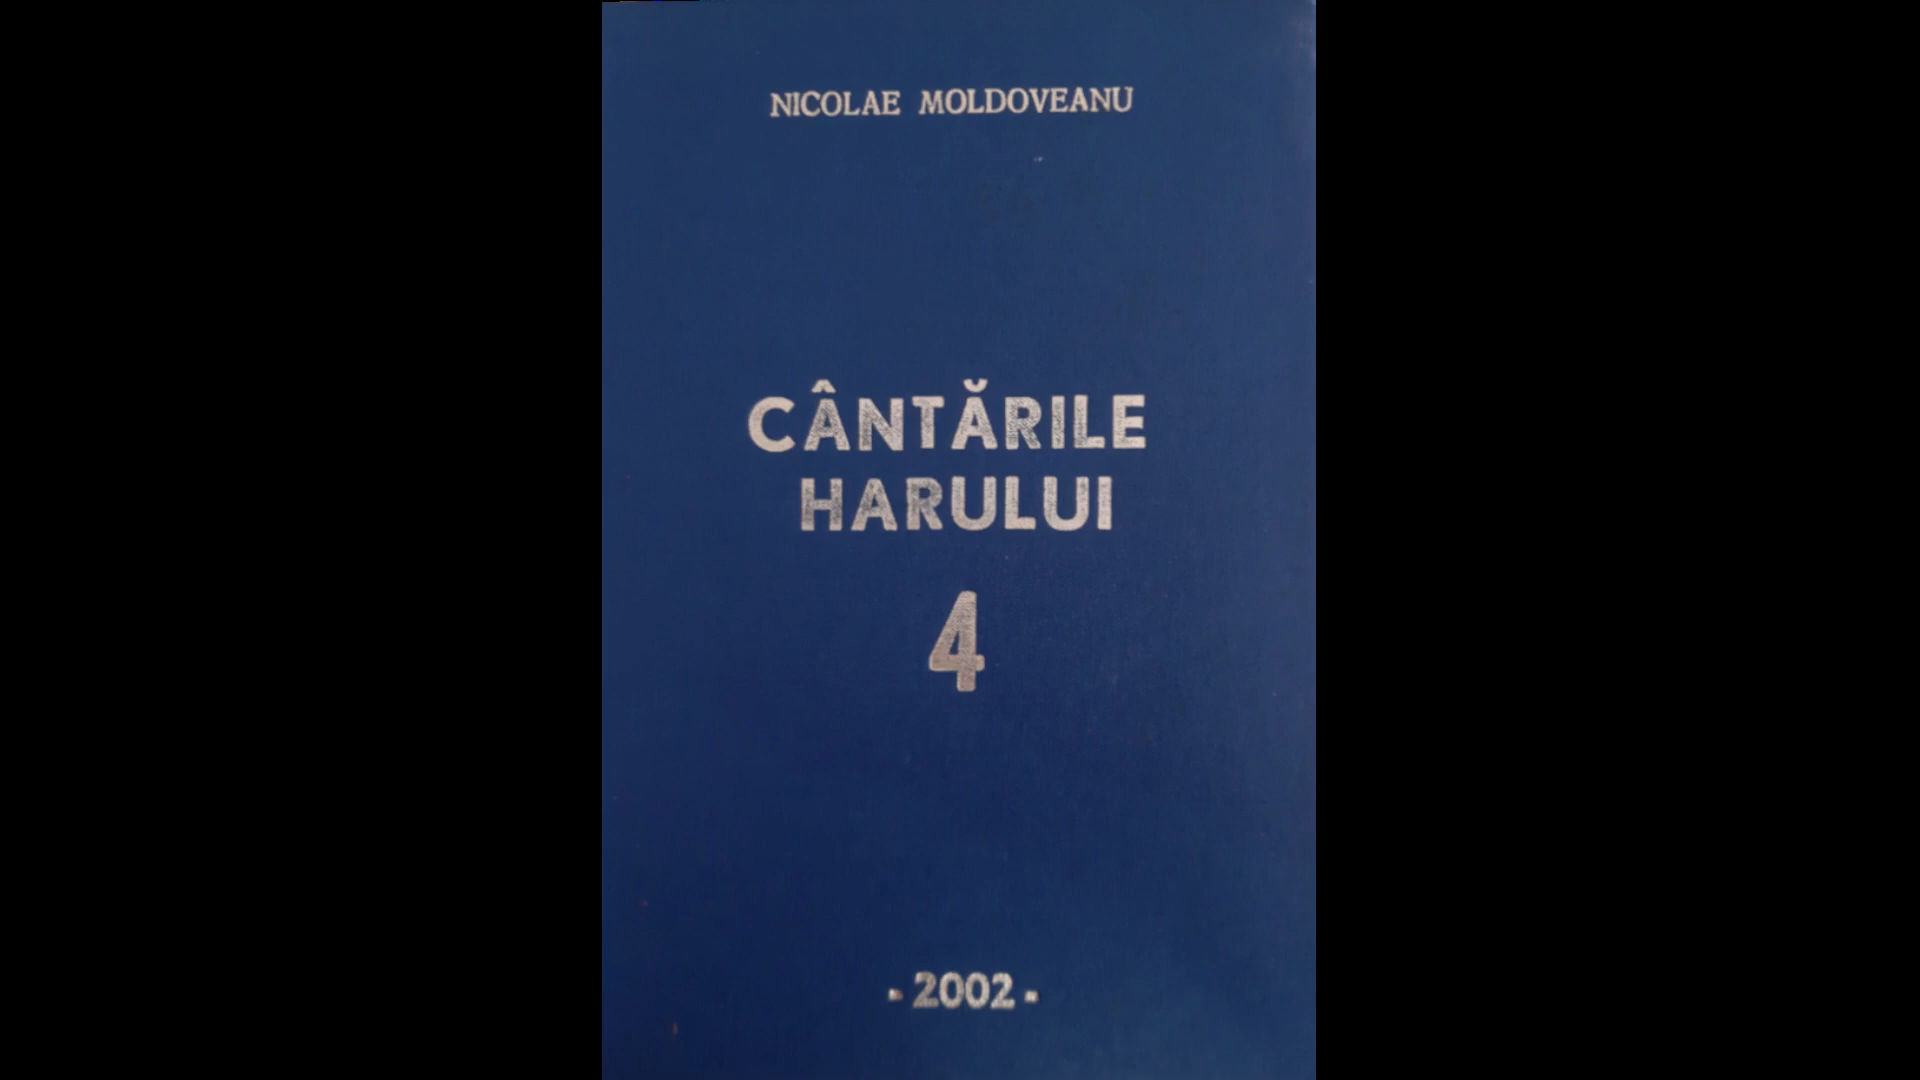 NICOLAE MOLDOVEANU
CÂNTĂRILE
HARULUI
4
- 2002 -